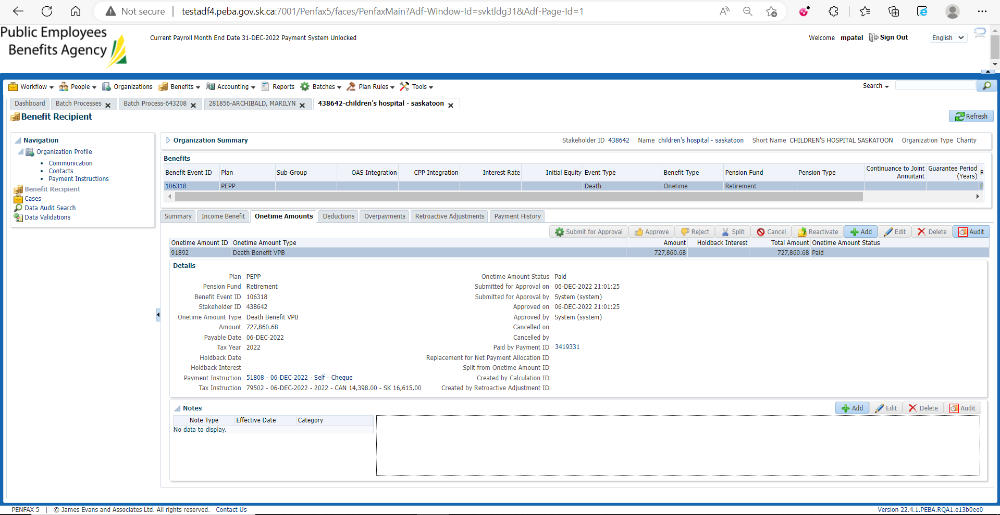 Not secure | testadf4.peba.gov.sk.ca:7001/Penfax5/faces/PenfaxMain?Adf-Window-Id=svktldg31&Adf-Page-Id=1
Public Employees
Benefits Agency
Current Payroll Month End Date 31-DEC-2022 Payment System Unlocked
Welcome mpatel Sign Out English
Workflow People Organizations Benefits Accounting Reports Batches Plan Rules Tools Search
Dashboard Batch Processes Batch Process-643208 281856-ARCHIBALD, MARILYN 438642-children's hospital - saskatoon
Benefit Recipient
Refresh
Navigation
Organization Profile
Communication
Contacts
Payment Instructions
Benefit Recipient
Cases
Data Audit Search
Data Validations
Organization Summary Stakeholder ID 438642 Name children's hospital - saskatoon Short Name CHILDREN'S HOSPITAL SASKATOON Organization Type Charity
Benefits
Benefit Event ID Plan Sub-Group OAS Integration CPP Integration Interest Rate Initial Equity Event Type Benefit Type Pension Fund Pension Type Continuance to Joint Annuitant Guarantee Period (Years) R
106318 PEPP Death Onetime Retirement B
Summary Income Benefit Onetime Amounts Deductions Overpayments Retroactive Adjustments Payment History
Submit for Approval Approve Reject Split Cancel Reactivate Add Edit Delete Audit
Onetime Amount ID Onetime Amount Type Amount Holdback Interest Total Amount Onetime Amount Status
91892 Death Benefit VPB 727,860.68 727,860.68 Paid
Details
Plan PEPP
Pension Fund Retirement
Benefit Event ID 106318
Stakeholder ID 438642
Onetime Amount Type Death Benefit VPB
Amount 727,860.68
Payable Date 06-DEC-2022
Tax Year 2022
Holdback Date
Holdback Interest
Payment Instruction 51808 - 06-DEC-2022 - Self - Cheque
Tax Instruction 79502 - 06-DEC-2022 - 2022 - CAN 14,398.00 - SK 16,615.00
Onetime Amount Status Paid
Submitted for Approval on 06-DEC-2022 21:01:25
Submitted for Approval by System (system)
Approved on 06-DEC-2022 21:01:25
Approved by System (system)
Cancelled on
Cancelled by
Paid by Payment ID 3419331
Replacement for Net Payment Allocation ID
Split from Onetime Amount ID
Created by Calculation ID
Created by Retroactive Adjustment ID
Notes
Add Edit Delete Audit
Note Type Effective Date Category
No data to display.
PENFAX 5 | © James Evans and Associates Ltd. All rights reserved. Contact Us
Version 22.4.1.PEBA.RQA1.e13b0ee0